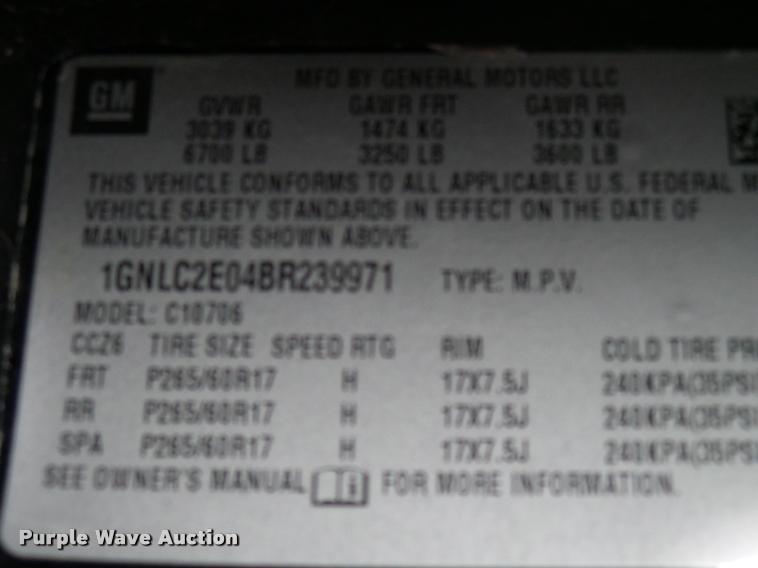 GM
MFD BY GENERAL MOTORS LLC
GVWR GAWR FRT GAWR RR
3039 KG 1474 KG 1633 KG
6700 LB 3250 LB 3600 LB
THIS VEHICLE CONFORMS TO ALL APPLICABLE U.S. FEDERAL M
VEHICLE SAFETY STANDARDS IN EFFECT ON THE DATE OF
MANUFACTURE SHOWN ABOVE.
1GNLC2E04BR239971 TYPE: M.P.V.
MODEL: C10706
CCZ6 TIRE SIZE SPEED RTG RIM COLD TIRE PR
FRT P265/60R17 H 17X7.5J 240KPA(35PSI
RR P265/60R17 H 17X7.5J 240KPA(35PSI
SPA P265/60R17 H 17X7.5J 240KPA(35PSI
SEE OWNER'S MANUAL FOR MORE INFORMATION.
Purple Wave Auction